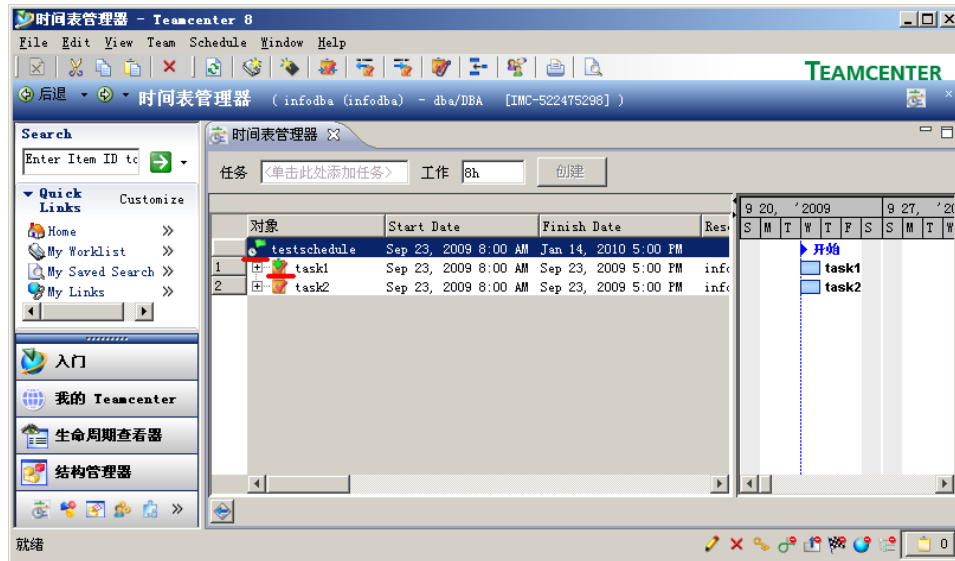 时间表管理器 - Teamcenter 8
File Edit View Team Schedule Window Help
TEAMCENTER
后退 时间表管理器 ( infodba (infodba) - dba/DBA [IMC-522475298] )
Search
Enter Item ID to
Quick Links Customize
Home
My Worklist
My Saved Search
My Links
入门
我的 Teamcenter
生命周期查看器
结构管理器
时间表管理器
任务 <单击此处添加任务> 工作 8h 创建
对象 Start Date Finish Date Res
testschedule Sep 23, 2009 8:00 AM Jan 14, 2010 5:00 PM
1 task1 Sep 23, 2009 8:00 AM Sep 23, 2009 5:00 PM info
2 task2 Sep 23, 2009 8:00 AM Sep 23, 2009 5:00 PM info
9 20, '2009 9 27, '20
S M T W T F S S M T W
开始
task1
task2
就绪 0